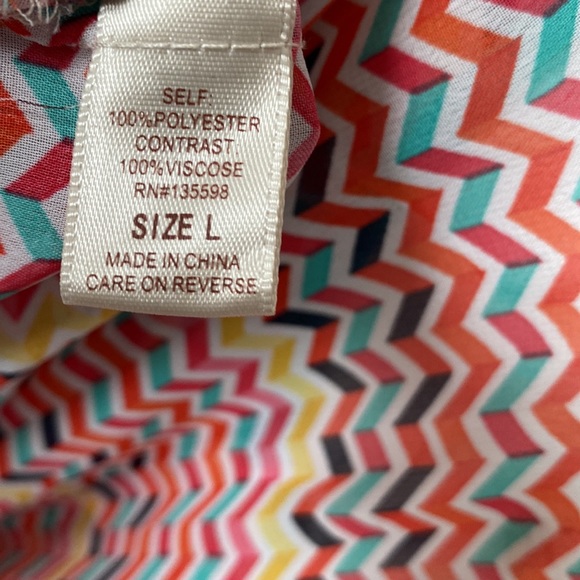 SELF:
100%POLYESTER
CONTRAST
100%VISCOSE
RN#135598
SIZE L
MADE IN CHINA
CARE ON REVERSE